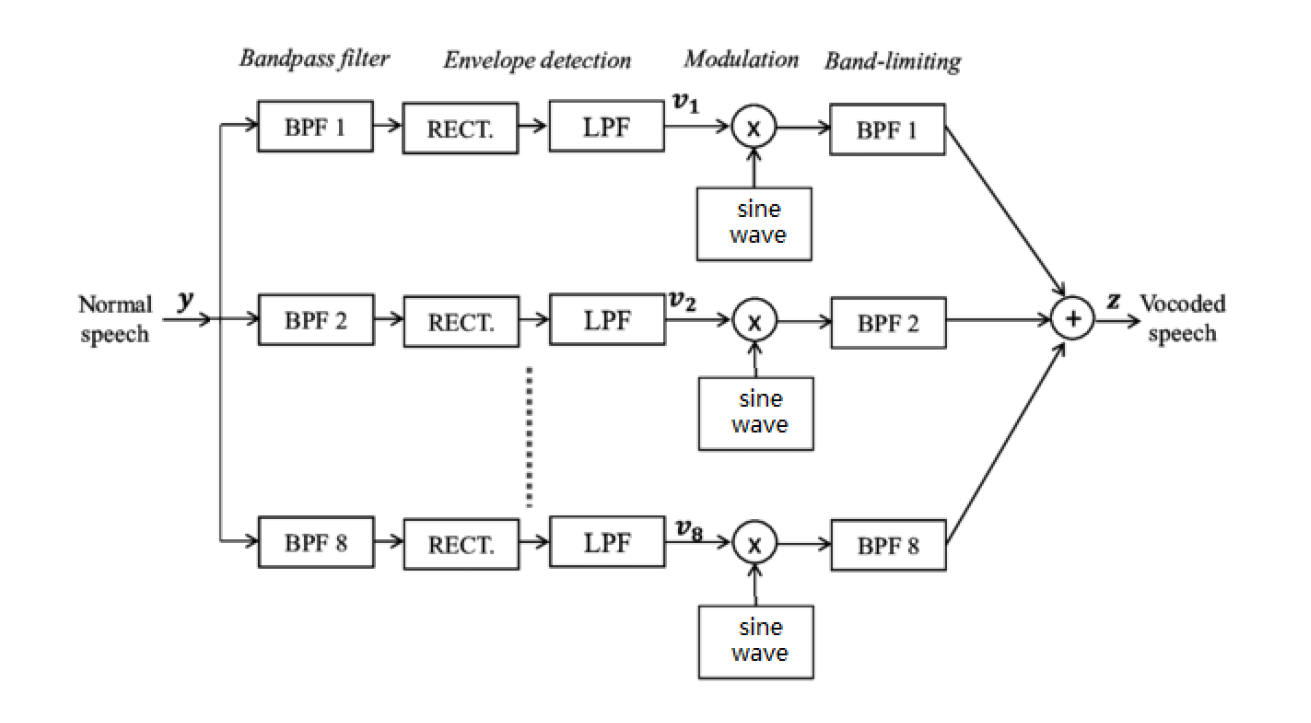 Bandpass filter Envelope detection Modulation Band-limiting
BPF 1 RECT. LPF v₁ x BPF 1
sine
wave
Normal
speech
y
BPF 2 RECT. LPF v₂ x BPF 2
sine
wave
+
z
Vocoded
speech
BPF 8 RECT. LPF v₈ x BPF 8
sine
wave